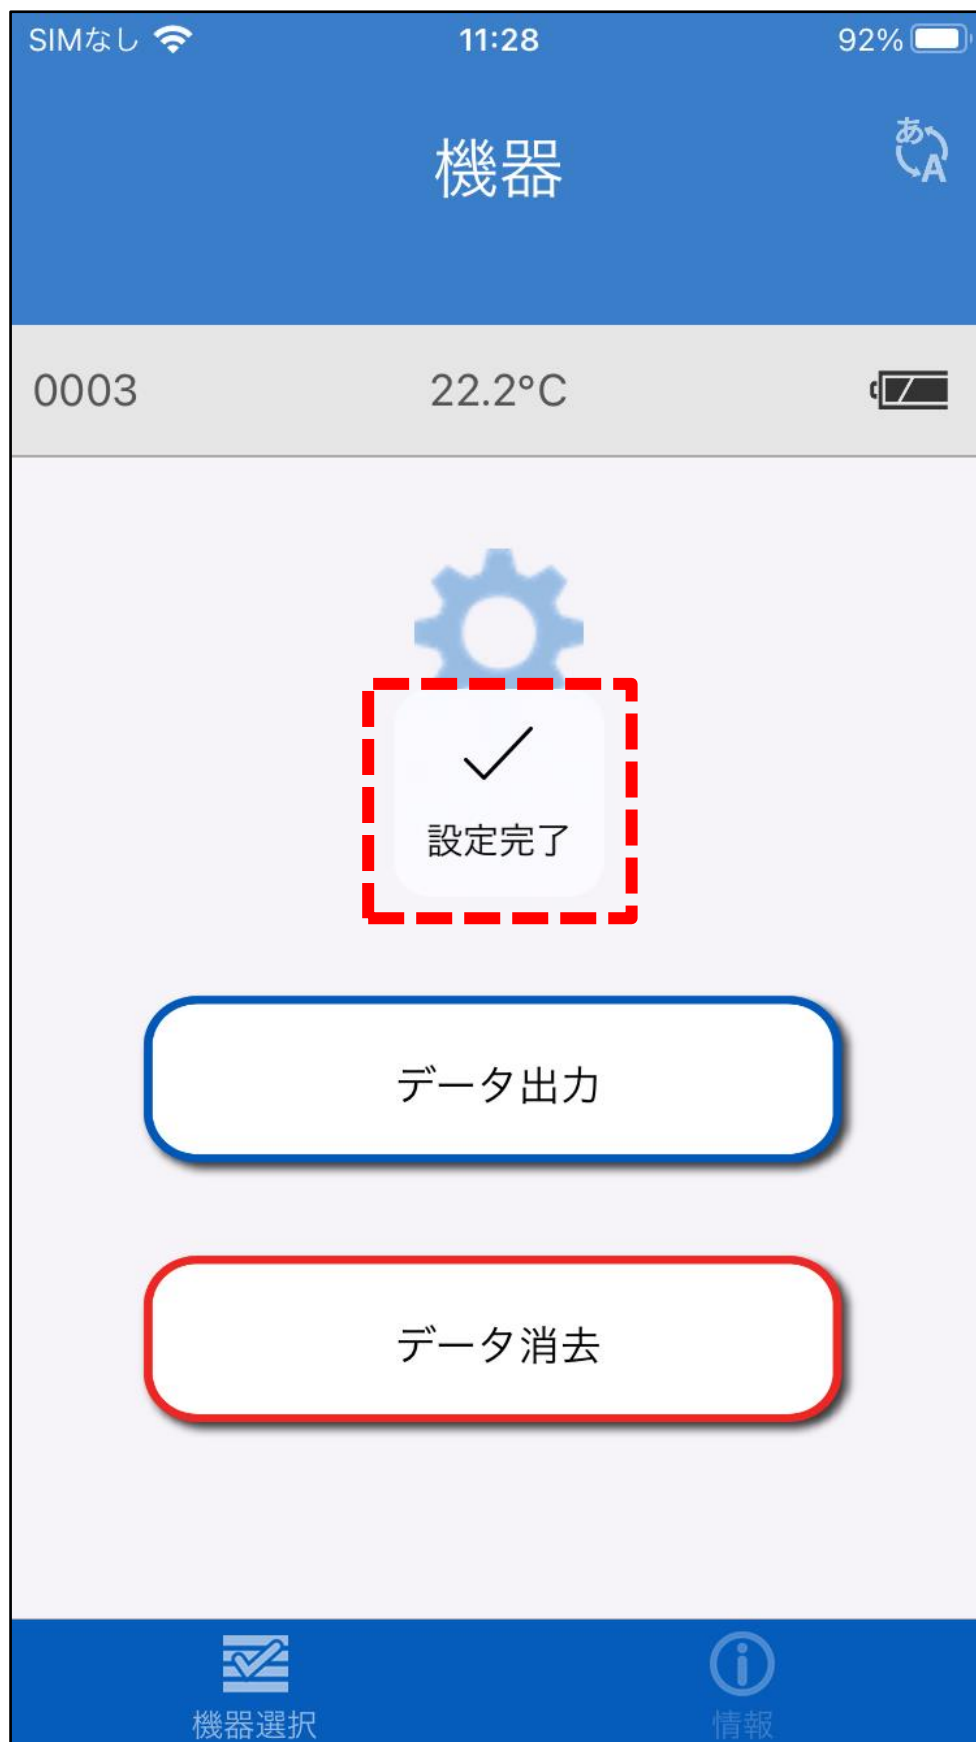 SIMなし 11:28 92%
機器
あA
0003 22.2°C
設定完了
データ出力
データ消去
機器選択 情報